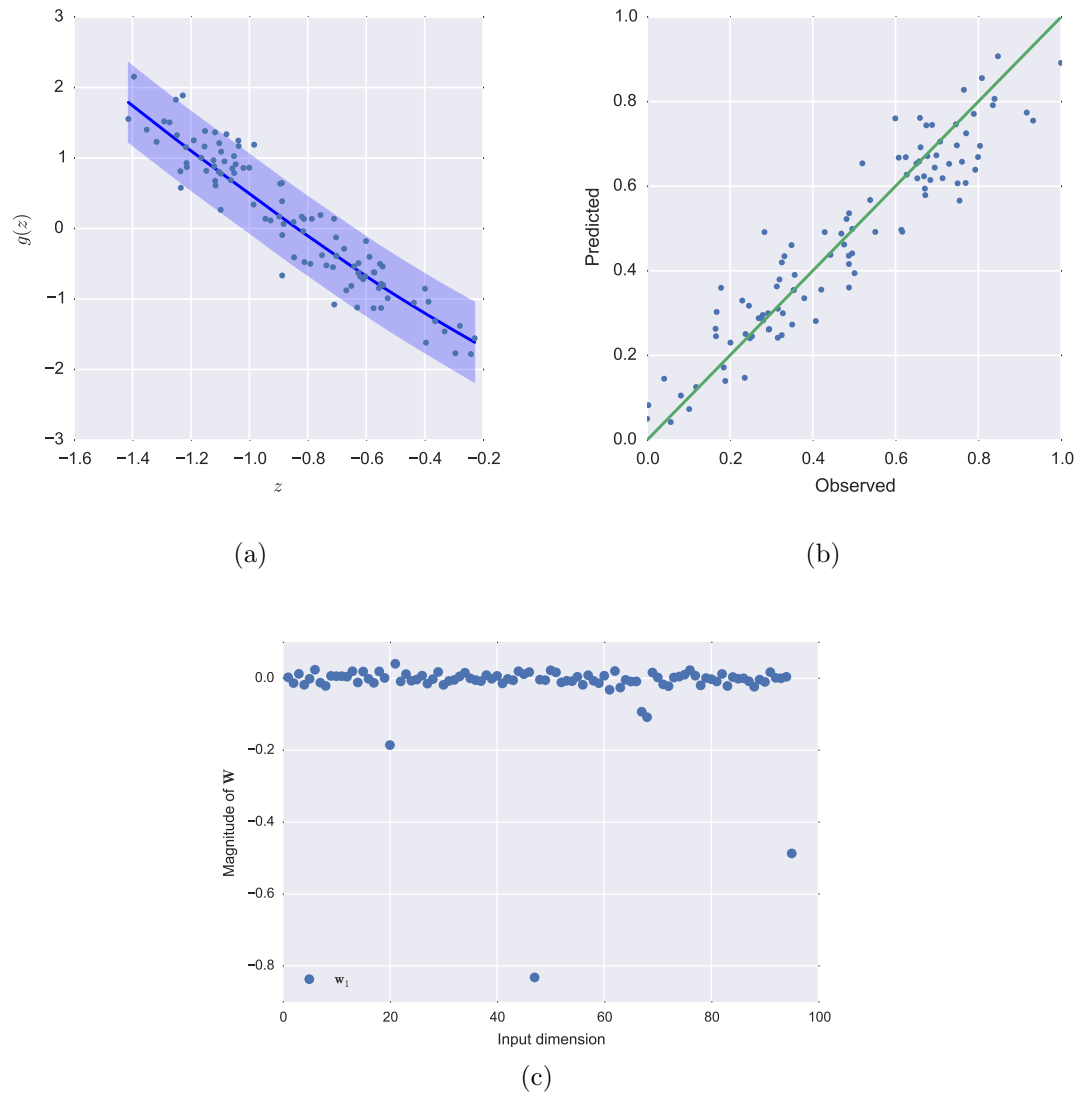 3
2
1
0
−1
−2
−3
g(z)
−1.6 −1.4 −1.2 −1.0 −0.8 −0.6 −0.4 −0.2
z
(a)
1.0
0.8
0.6
0.4
0.2
0.0
Predicted
0.0 0.2 0.4 0.6 0.8 1.0
Observed
(b)
0.0
−0.2
−0.4
−0.6
−0.8
Magnitude of W
w₁
0 20 40 60 80 100
Input dimension
(c)